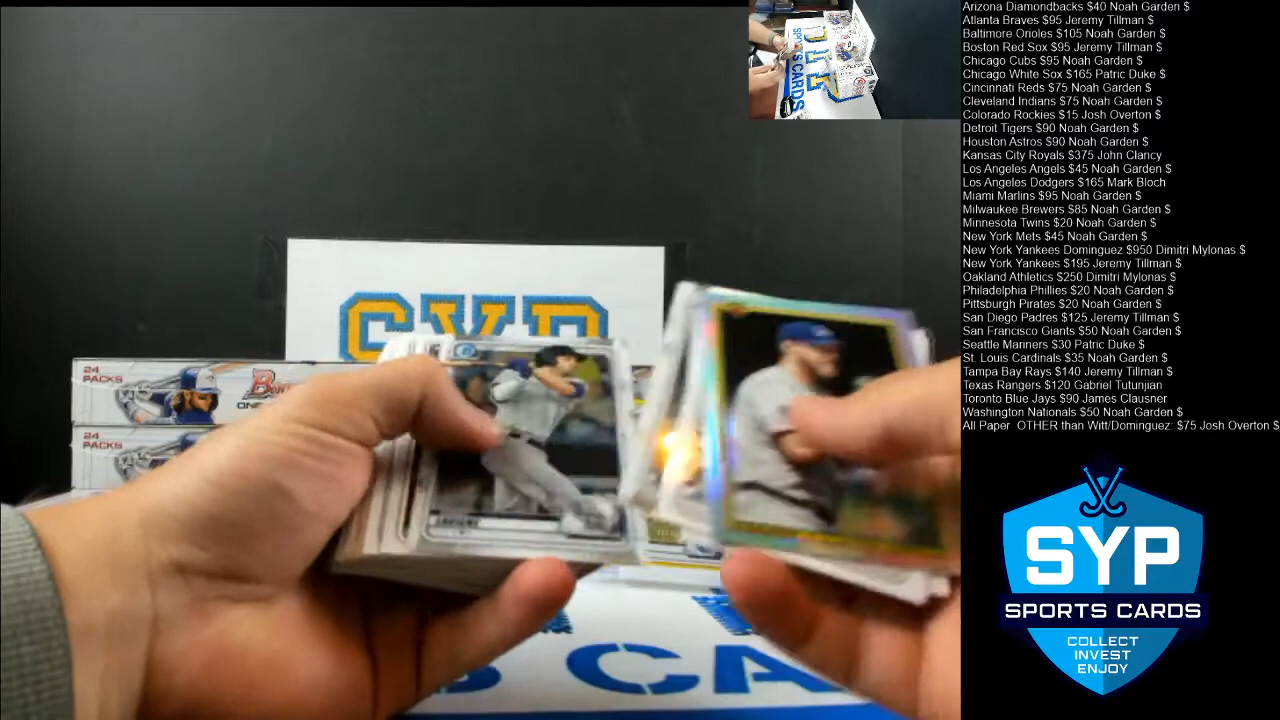 Arizona Diamondbacks $40 Noah Garden $
Atlanta Braves $95 Jeremy Tillman $
Baltimore Orioles $105 Noah Garden $
Boston Red Sox $95 Jeremy Tillman $
Chicago Cubs $95 Noah Garden $
Chicago White Sox $165 Patric Duke $
Cincinnati Reds $75 Noah Garden $
Cleveland Indians $75 Noah Garden $
Colorado Rockies $15 Josh Overton $
Detroit Tigers $90 Noah Garden $
Houston Astros $90 Noah Garden $
Kansas City Royals $375 John Clancy
Los Angeles Angels $45 Noah Garden $
Los Angeles Dodgers $165 Mark Bloch
Miami Marlins $95 Noah Garden $
Milwaukee Brewers $85 Noah Garden $
Minnesota Twins $20 Noah Garden $
New York Mets $45 Noah Garden $
New York Yankees Dominguez $950 Dimitri Mylonas $
New York Yankees $195 Jeremy Tillman $
Oakland Athletics $250 Dimitri Mylonas $
Philadelphia Phillies $20 Noah Garden $
Pittsburgh Pirates $20 Noah Garden $
San Diego Padres $125 Jeremy Tillman $
San Francisco Giants $50 Noah Garden $
Seattle Mariners $30 Patric Duke $
St. Louis Cardinals $35 Noah Garden $
Tampa Bay Rays $140 Jeremy Tillman $
Texas Rangers $120 Gabriel Tutunjian
Toronto Blue Jays $90 James Clausner
Washington Nationals $50 Noah Garden $
All Paper OTHER than Witt/Dominguez: $75 Josh Overton $
SYP
SPORTS CARDS
COLLECT
INVEST
ENJOY
SYP
24
PACKS
24
PACKS
CA